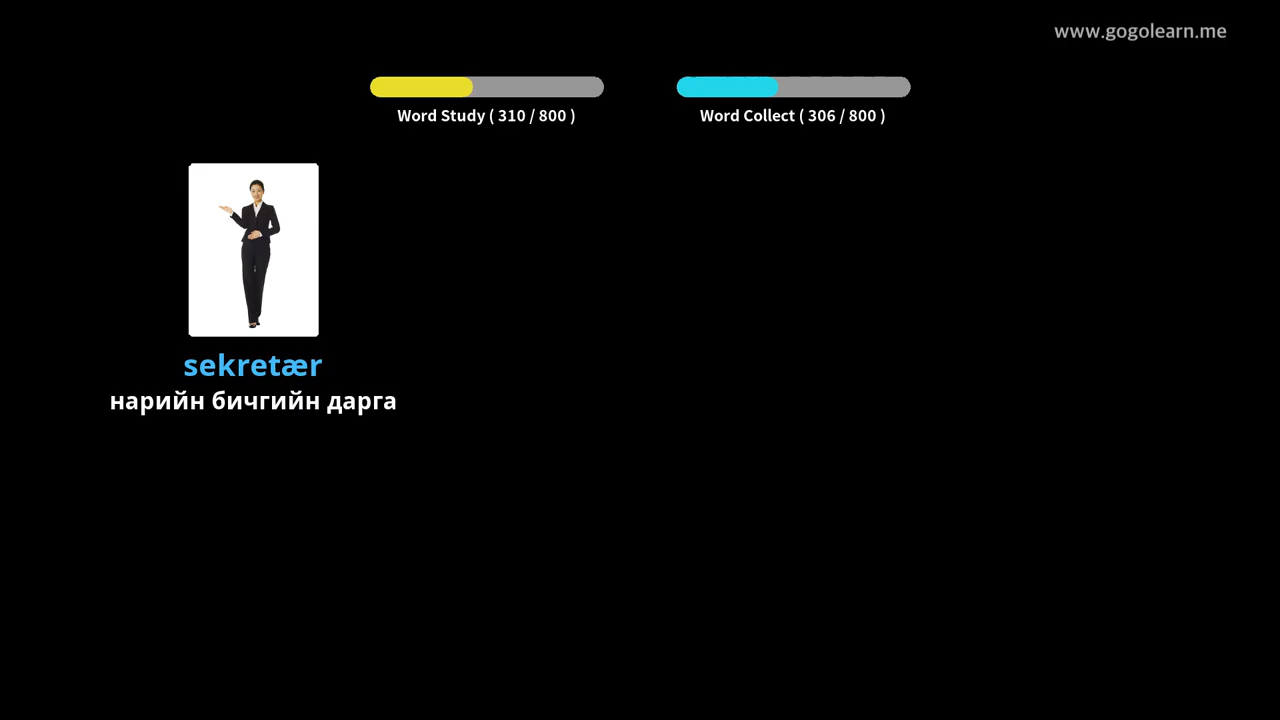 www.gogolearn.me
Word Study ( 310 / 800 )
Word Collect ( 306 / 800 )
sekretær
нарийн бичгийн дарга